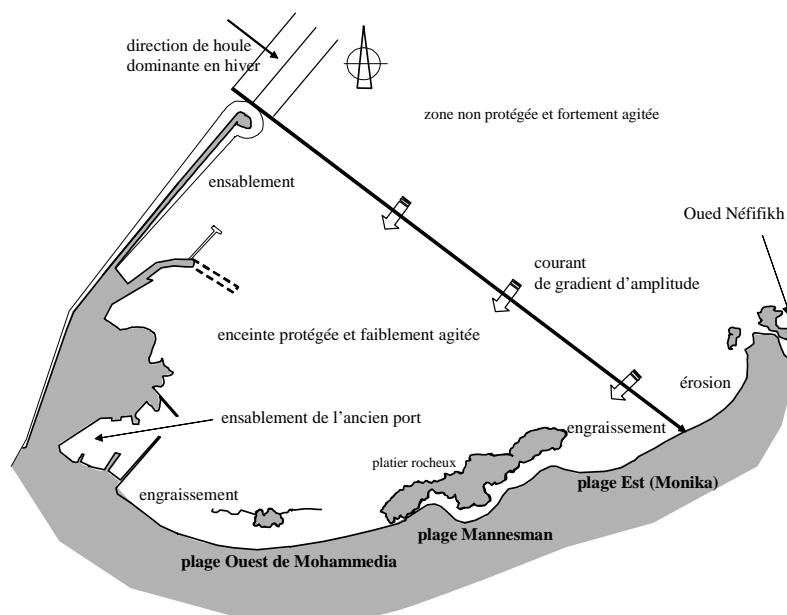 direction de houle
dominante en hiver
zone non protégée et fortement agitée
ensablement
Oued Néfifikh
courant
de gradient d’amplitude
enceinte protégée et faiblement agitée
érosion
ensablement de l’ancien port
engraissement
platier rocheux
plage Est (Monika)
engraissement
plage Mannesman
plage Ouest de Mohammedia